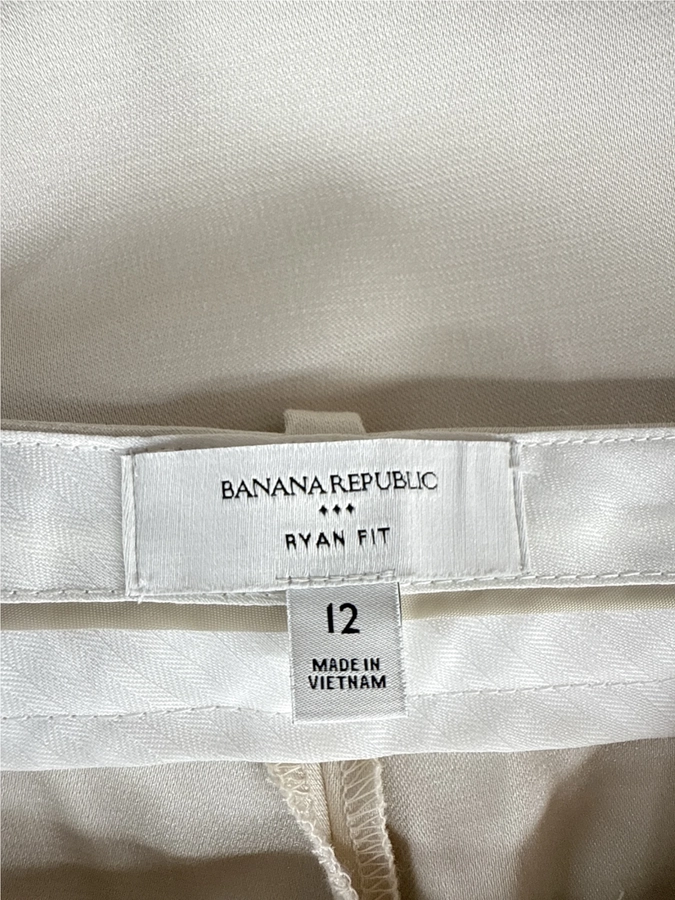 BANANA REPUBLIC
RYAN FIT
12
MADE IN
VIETNAM